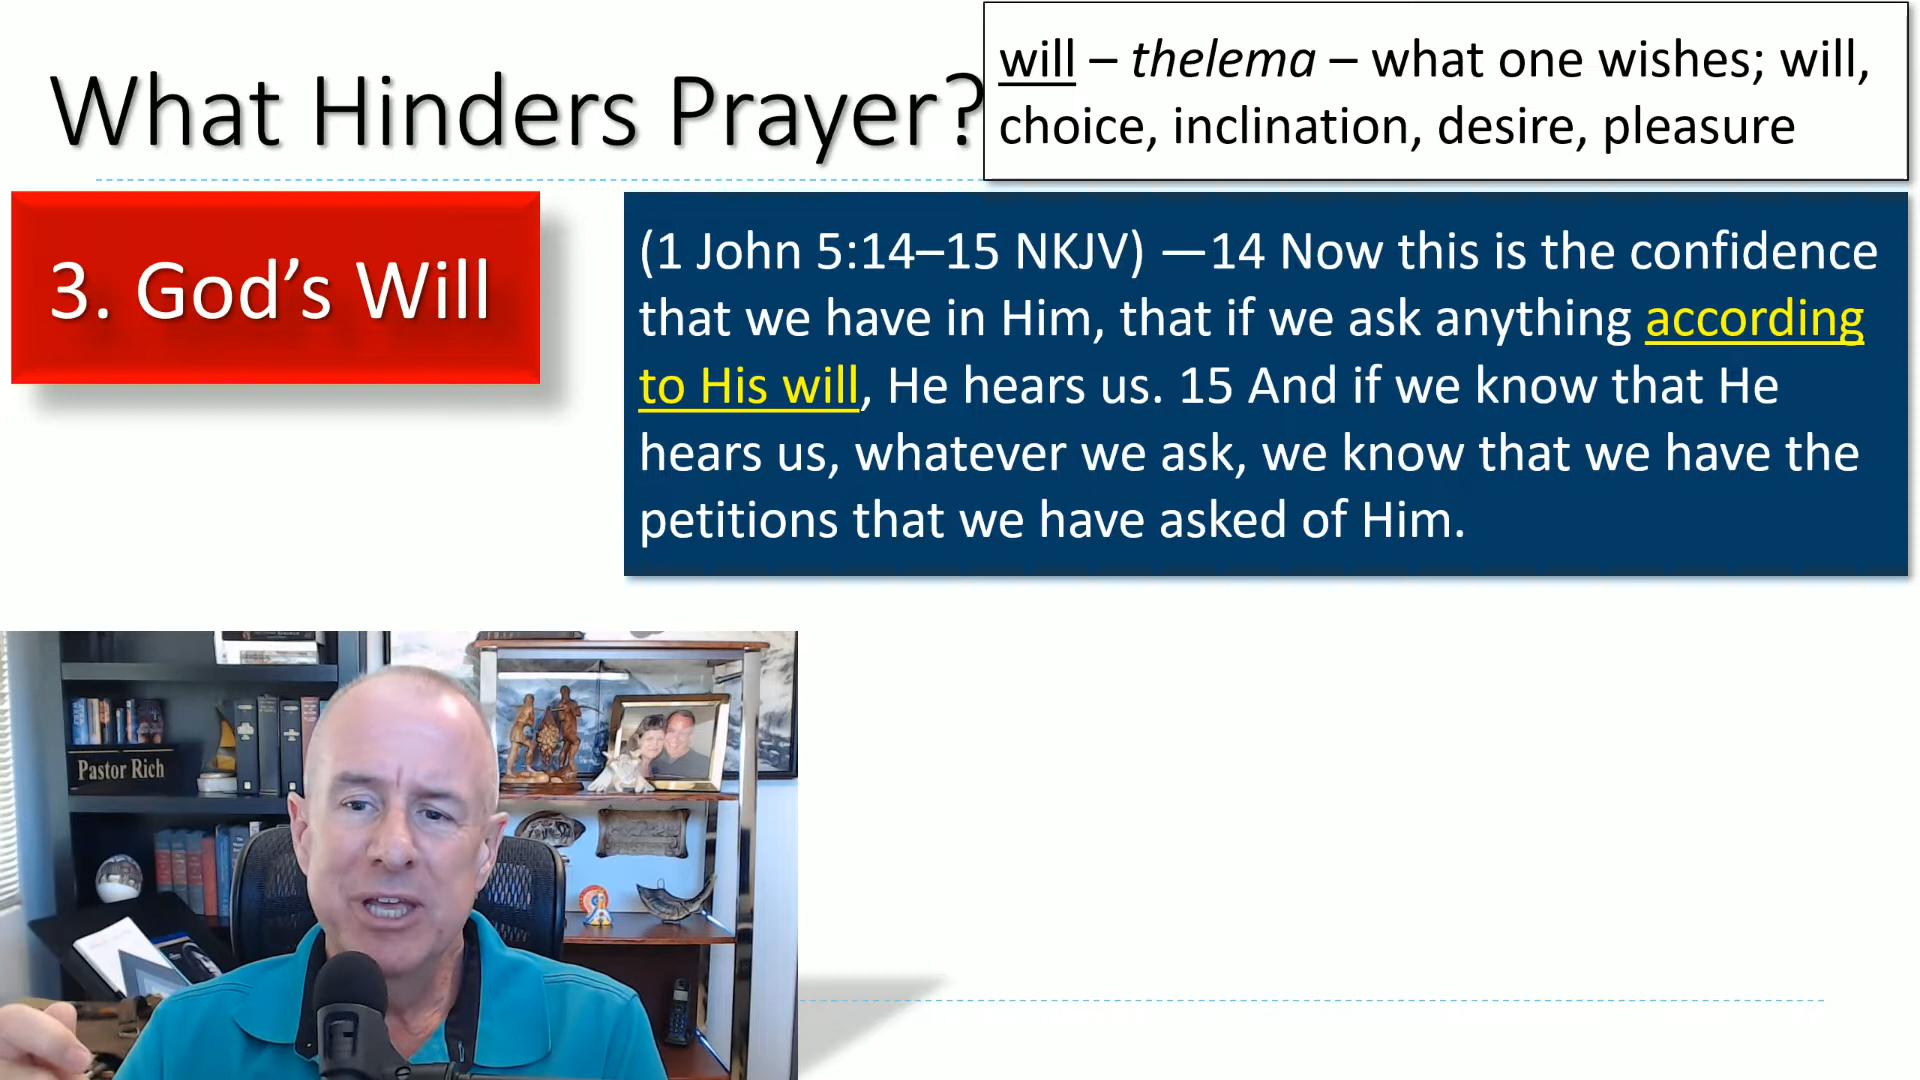 What Hinders Prayer?
will – thelema – what one wishes; will,
choice, inclination, desire, pleasure
3. God’s Will
(1 John 5:14–15 NKJV) —14 Now this is the confidence
that we have in Him, that if we ask anything according
to His will, He hears us. 15 And if we know that He
hears us, whatever we ask, we know that we have the
petitions that we have asked of Him.
Pastor Rich